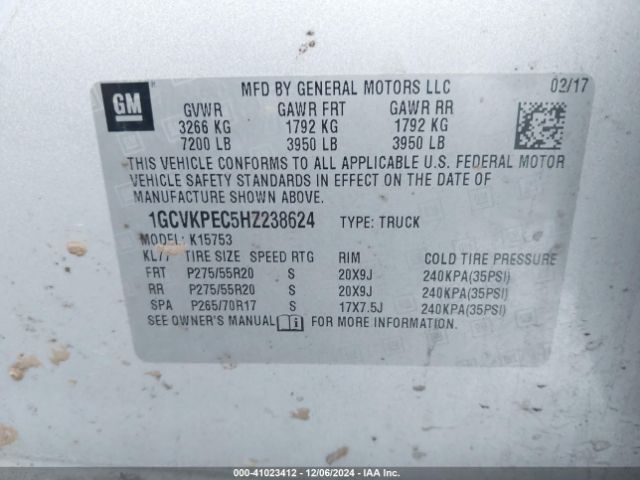 GM
MFD BY GENERAL MOTORS LLC 02/17
GVWR GAWR FRT GAWR RR
3266 KG 1792 KG 1792 KG
7200 LB 3950 LB 3950 LB
THIS VEHICLE CONFORMS TO ALL APPLICABLE U.S. FEDERAL MOTOR
VEHICLE SAFETY STANDARDS IN EFFECT ON THE DATE OF
MANUFACTURE SHOWN ABOVE.
1GCVKPEC5HZ238624 TYPE: TRUCK
MODEL: K15753
KL77 TIRE SIZE SPEED RTG RIM COLD TIRE PRESSURE
FRT P275/55R20 S 20X9J 240KPA(35PSI)
RR P275/55R20 S 20X9J 240KPA(35PSI)
SPA P265/70R17 S 17X7.5J 240KPA(35PSI)
SEE OWNER'S MANUAL FOR MORE INFORMATION.
000-41023412 - 12/06/2024 - IAA Inc.